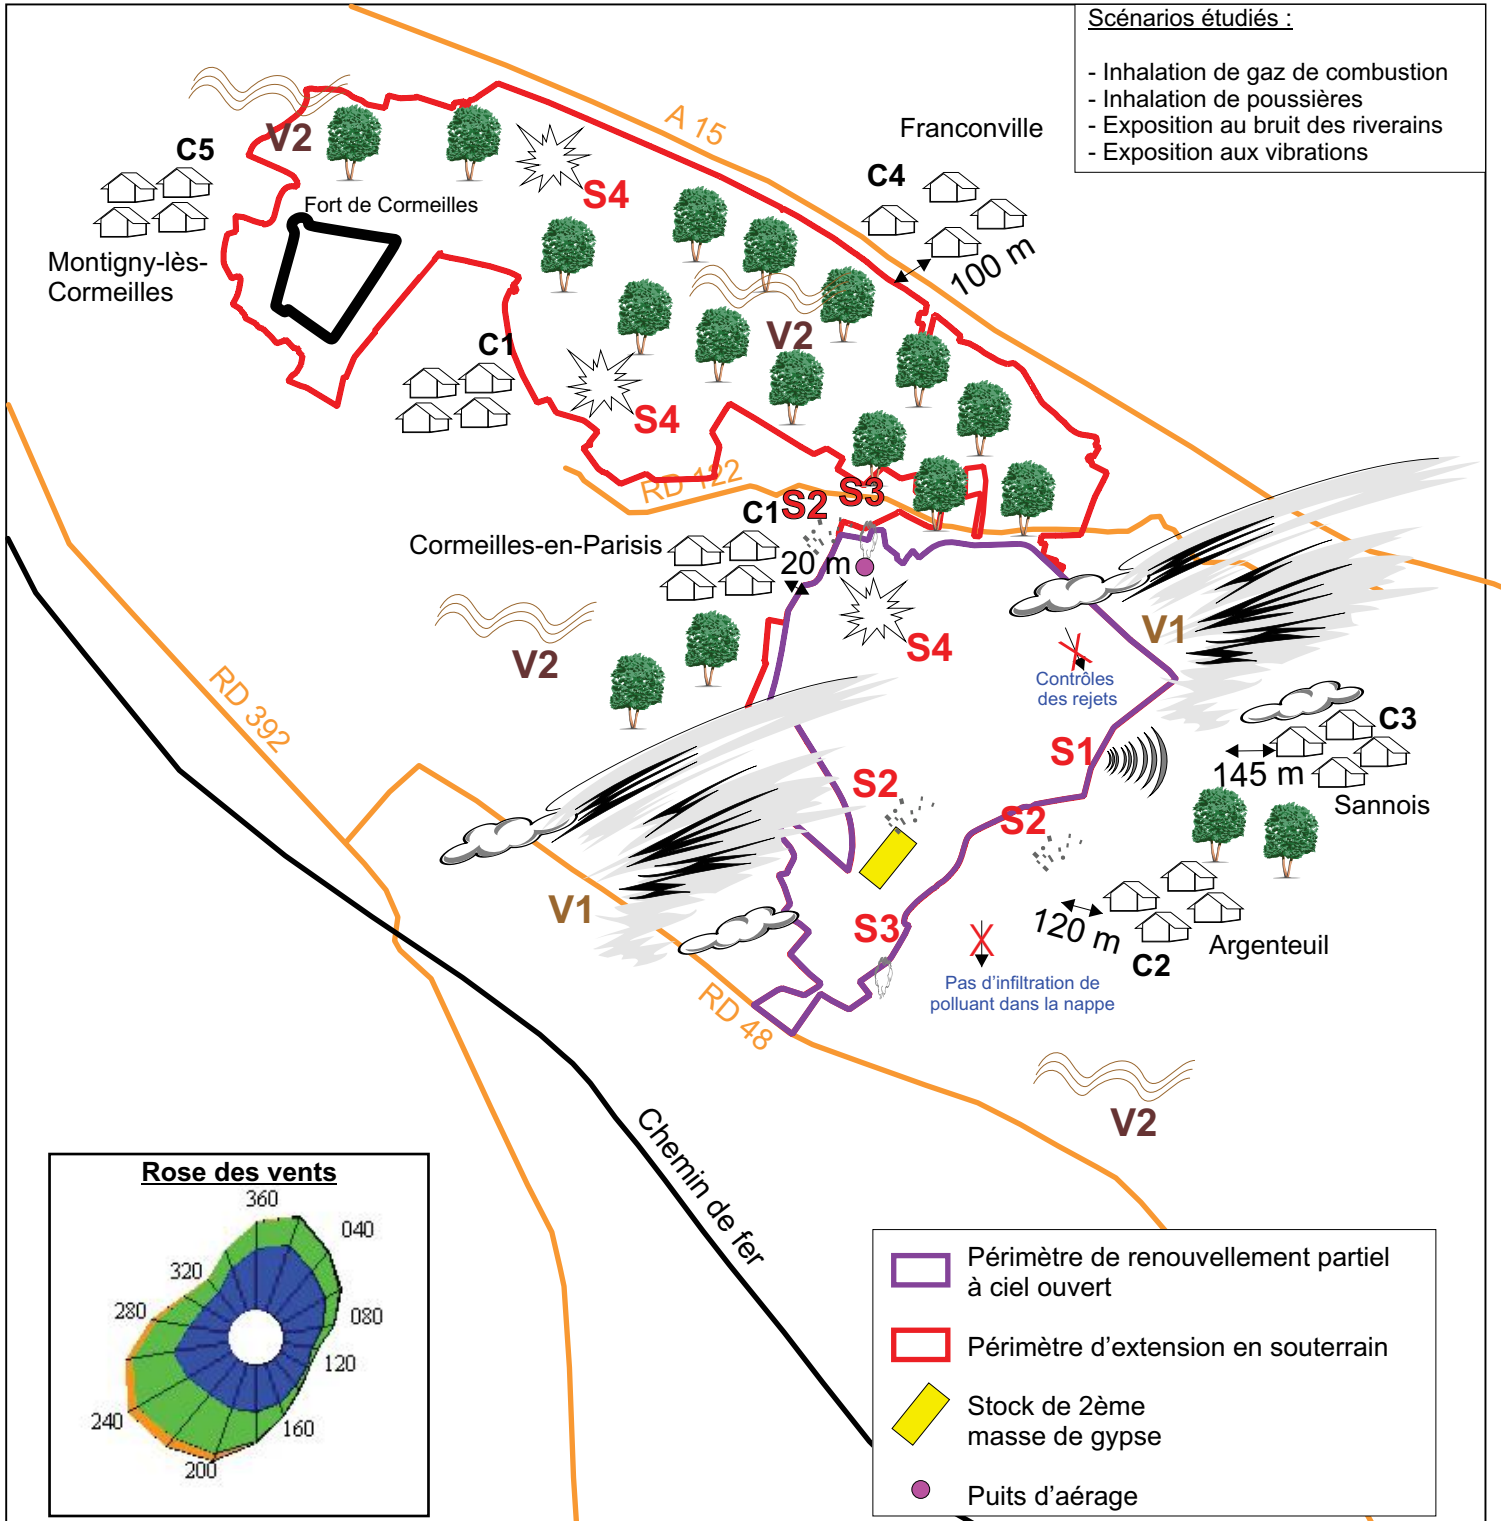 Scénarios étudiés :
- Inhalation de gaz de combustion
- Inhalation de poussières
- Exposition au bruit des riverains
- Exposition aux vibrations
A 15
Franconville
V2
C5
C4
S4
Fort de Cormeilles
100 m
Montigny-lès-
Cormeilles
V2
C1
S4
RD 122
S3
S2
C1
Cormeilles-en-Parisis
20 m
V1
S4
V2
Contrôles
des rejets
RD 392
C3
S1
145 m
S2
Sannois
S2
V1
S3
120 m
Argenteuil
C2
Pas d'infiltration de
polluant dans la nappe
RD 48
V2
Chemin de fer
Rose des vents
360
040
320
280
080
120
240
160
200
Périmètre de renouvellement partiel
à ciel ouvert
Périmètre d'extension en souterrain
Stock de 2ème
masse de gypse
Puits d'aérage